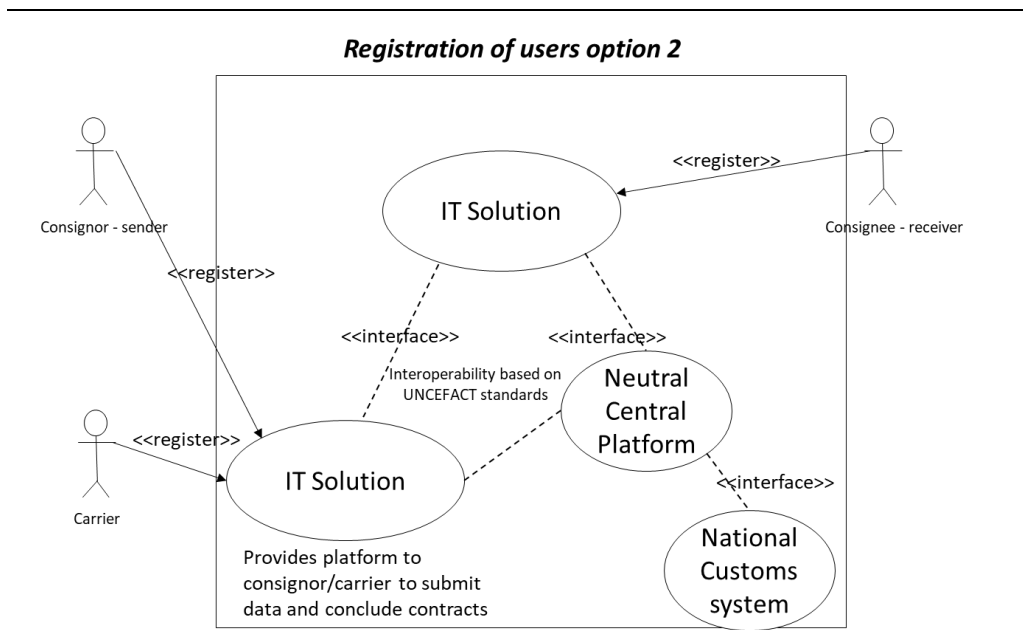 Registration of users option 2
<<register>>
IT Solution
Consignor - sender
Consignee - receiver
<<register>>
<<interface>>
<<interface>>
Interoperability based on
UNCEFACT standards
Neutral
Central
Platform
<<register>>
IT Solution
Carrier
<<interface>>
Provides platform to
consignor/carrier to submit
data and conclude contracts
National
Customs
system